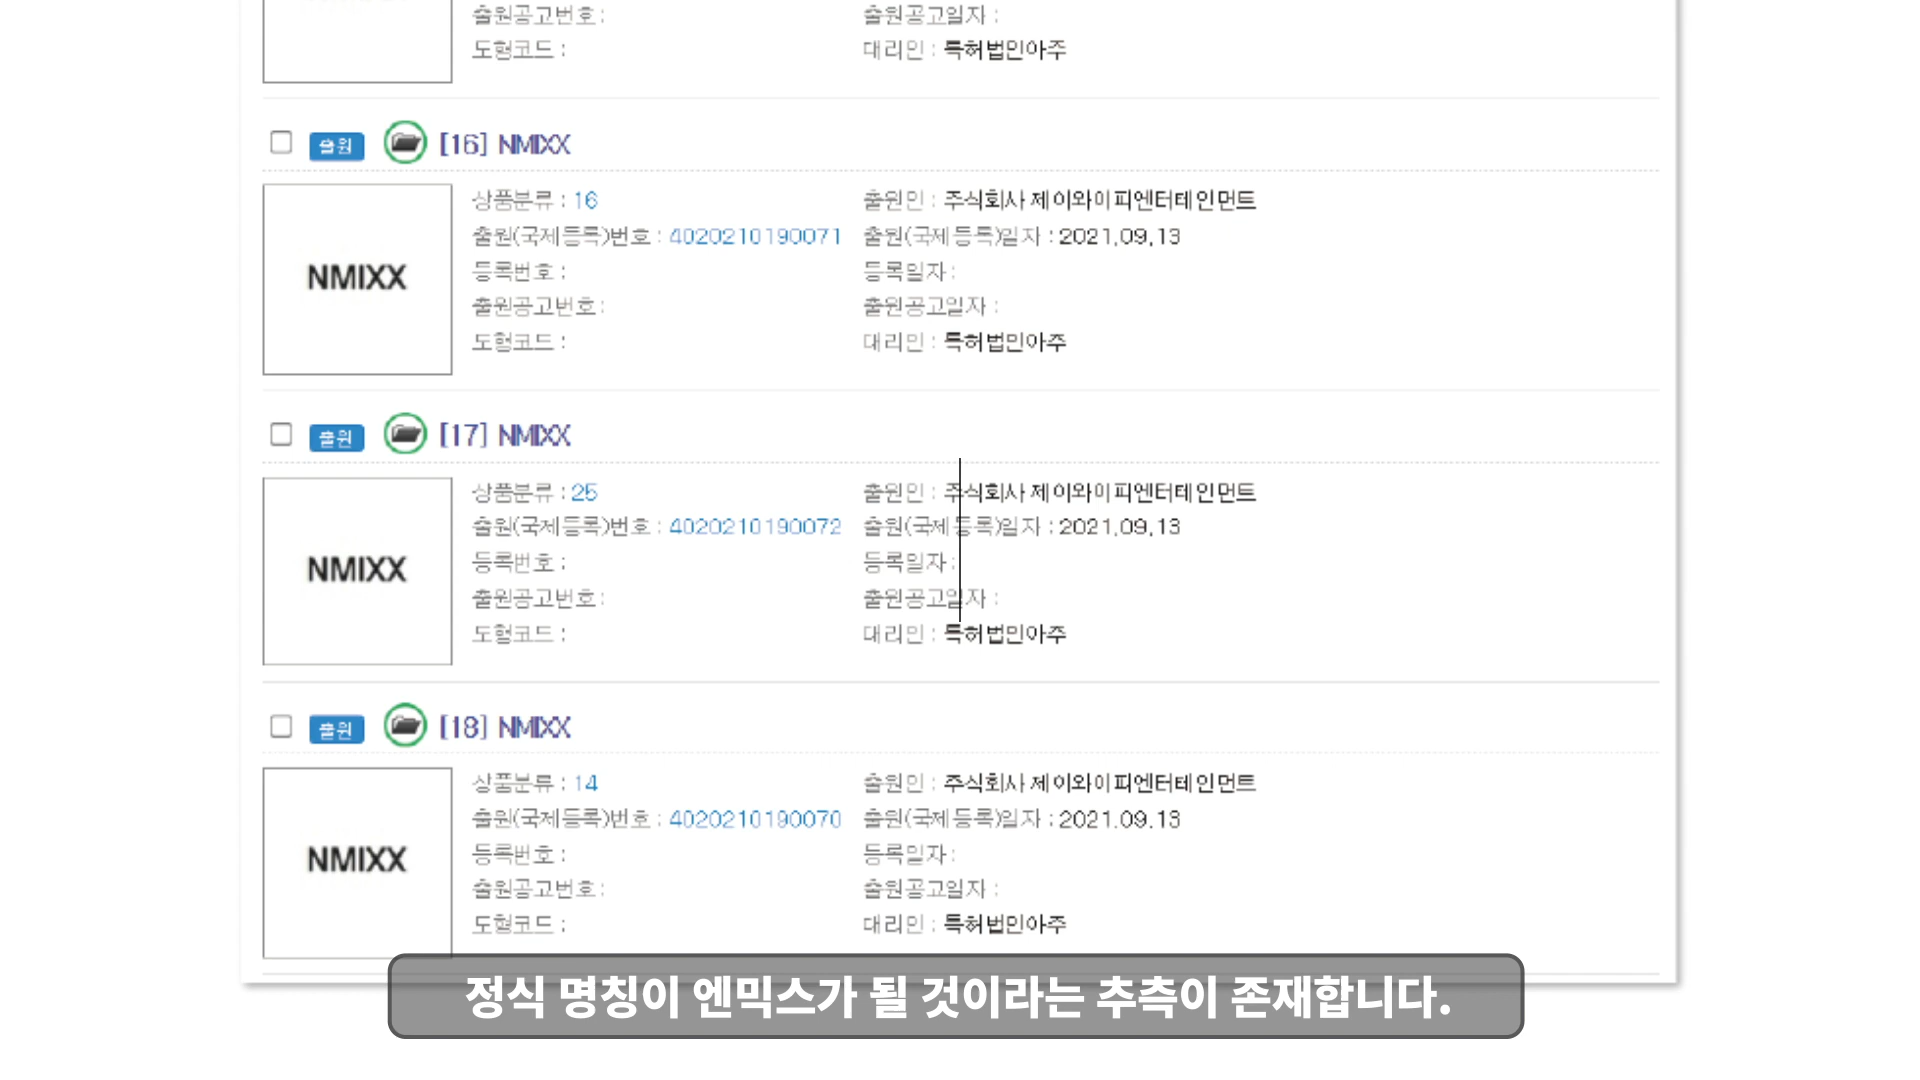 출원공고번호 : 출원공고일자 :
도형코드 : 대리인 : 특허법인아주
출원 [16] NMIXX
NMIXX
상품분류 : 16 출원인 : 주식회사 제이와이피엔터테인먼트
출원(국제등록)번호 : 4020210190071 출원(국제등록)일자 : 2021.09.13
등록번호 : 등록일자 :
출원공고번호 : 출원공고일자 :
도형코드 : 대리인 : 특허법인아주
출원 [17] NMIXX
NMIXX
상품분류 : 25 출원인 : 주식회사 제이와이피엔터테인먼트
출원(국제등록)번호 : 4020210190072 출원(국제등록)일자 : 2021.09.13
등록번호 : 등록일자 :
출원공고번호 : 출원공고일자 :
도형코드 : 대리인 : 특허법인아주
출원 [18] NMIXX
NMIXX
상품분류 : 14 출원인 : 주식회사 제이와이피엔터테인먼트
출원(국제등록)번호 : 4020210190070 출원(국제등록)일자 : 2021.09.13
등록번호 : 등록일자 :
출원공고번호 : 출원공고일자 :
도형코드 : 대리인 : 특허법인아주
정식 명칭이 엔믹스가 될 것이라는 추측이 존재합니다.